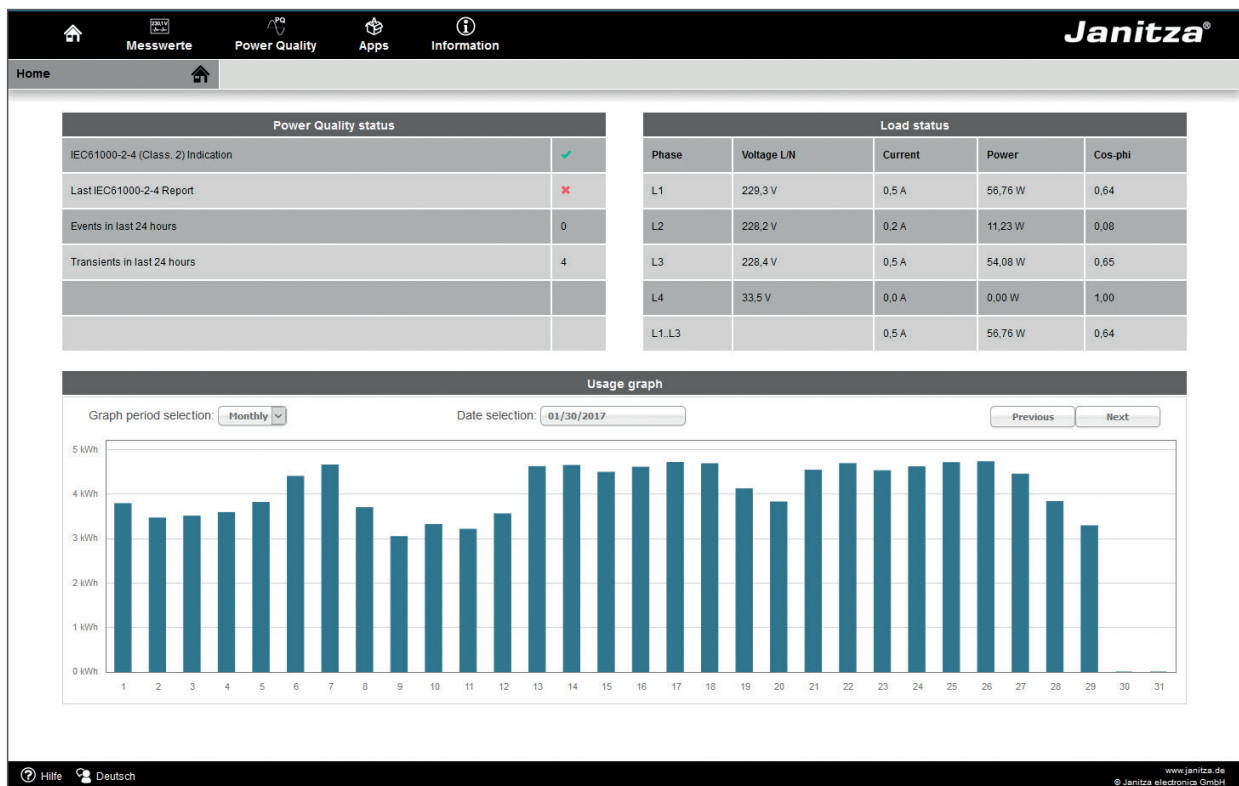 230,1V
PQ
Messwerte Power Quality Apps Information
Janitza®
Home
Power Quality status
IEC61000-2-4 (Class. 2) Indication
Last IEC61000-2-4 Report
Events in last 24 hours 0
Transients in last 24 hours 4
Load status
Phase Voltage L/N Current Power Cos-phi
L1 229,3 V 0,5 A 56,76 W 0,64
L2 228,2 V 0,2 A 11,23 W 0,08
L3 228,4 V 0,5 A 54,08 W 0,65
L4 33,5 V 0,0 A 0,00 W 1,00
L1..L3 0,5 A 56,76 W 0,64
Usage graph
Graph period selection: Monthly Date selection: 01/30/2017 Previous Next
5 kWh
4 kWh
3 kWh
2 kWh
1 kWh
0 kWh
1 2 3 4 5 6 7 8 9 10 11 12 13 14 15 16 17 18 19 20 21 22 23 24 25 26 27 28 29 30 31
? Hilfe Deutsch
www.janitza.de
© Janitza electronics GmbH